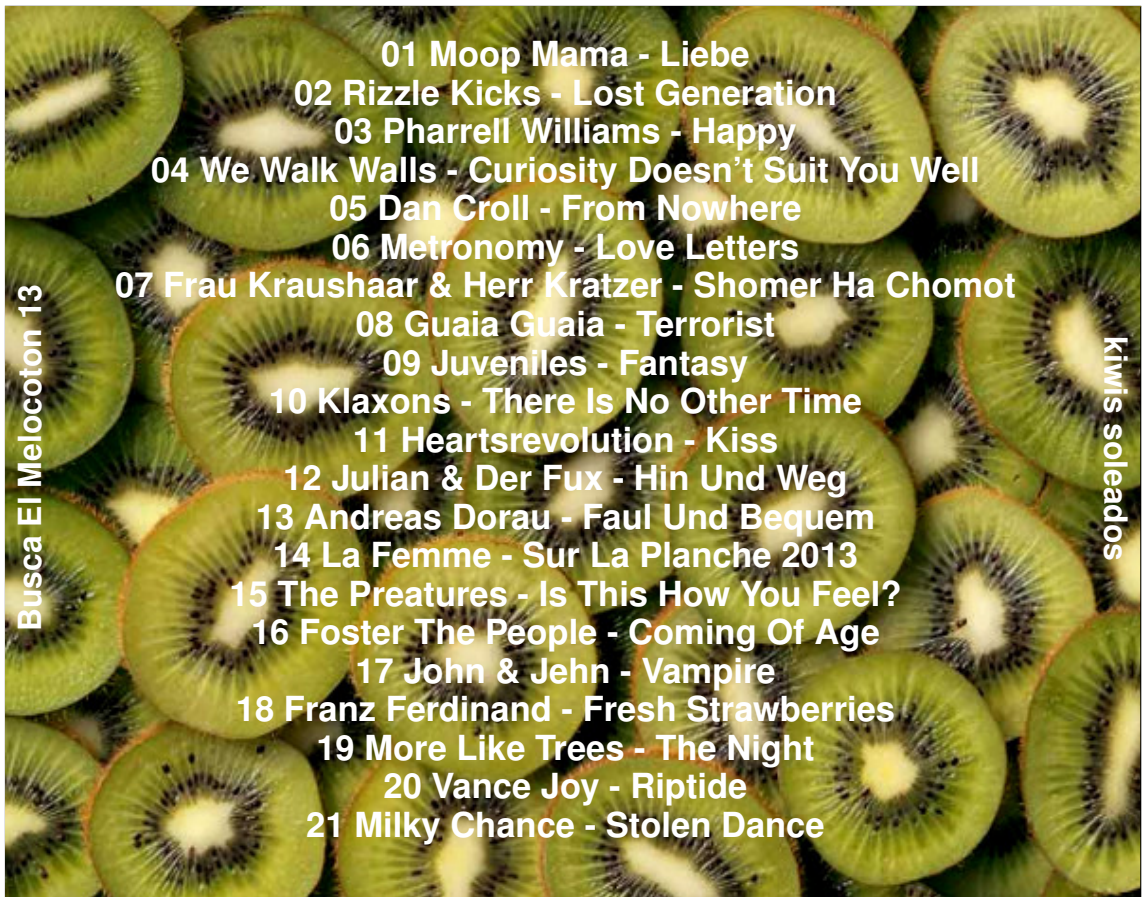 01 Moop Mama - Liebe
02 Rizzle Kicks - Lost Generation
03 Pharrell Williams - Happy
04 We Walk Walls - Curiosity Doesn't Suit You Well
05 Dan Croll - From Nowhere
06 Metronomy - Love Letters
07 Frau Kraushaar & Herr Kratzer - Shomer Ha Chomot
08 Guaia Guaia - Terrorist
09 Juveniles - Fantasy
10 Klaxons - There Is No Other Time
11 Heartsrevolution - Kiss
12 Julian & Der Fux - Hin Und Weg
13 Andreas Dorau - Faul Und Bequem
14 La Femme - Sur La Planche 2013
15 The Preatures - Is This How You Feel?
16 Foster The People - Coming Of Age
17 John & Jehn - Vampire
18 Franz Ferdinand - Fresh Strawberries
19 More Like Trees - The Night
20 Vance Joy - Riptide
21 Milky Chance - Stolen Dance
Busca El Melocoton 13
kiwis soleados